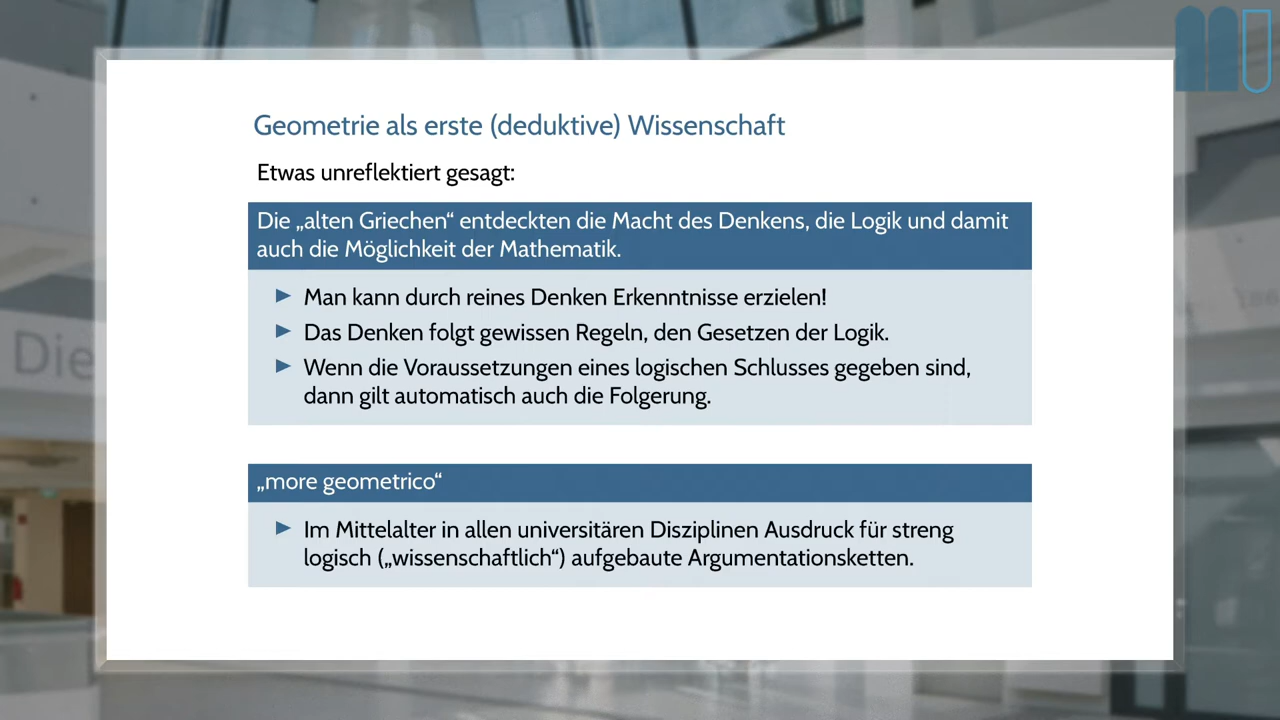 Geometrie als erste (deduktive) Wissenschaft
Etwas unreflektiert gesagt:
Die „alten Griechen“ entdeckten die Macht des Denkens, die Logik und damit
auch die Möglichkeit der Mathematik.
Man kann durch reines Denken Erkenntnisse erzielen!
Das Denken folgt gewissen Regeln, den Gesetzen der Logik.
Wenn die Voraussetzungen eines logischen Schlusses gegeben sind,
dann gilt automatisch auch die Folgerung.
„more geometrico“
Im Mittelalter in allen universitären Disziplinen Ausdruck für streng
logisch („wissenschaftlich“) aufgebaute Argumentationsketten.
Die